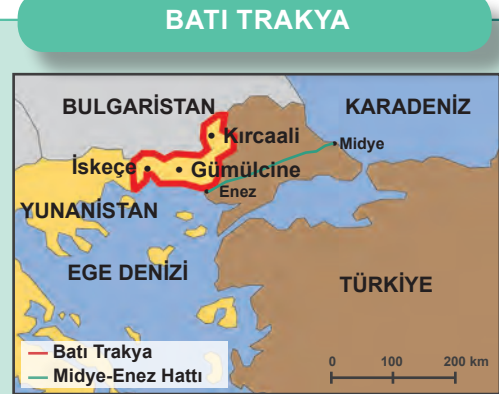 BATI TRAKYA
BULGARİSTAN
KARADENİZ
Kırcaali
Midye
İskeçe
Gümülcine
Enez
YUNANİSTAN
EGE DENİZİ
TÜRKİYE
Batı Trakya
Midye-Enez Hattı
0 100 200 km